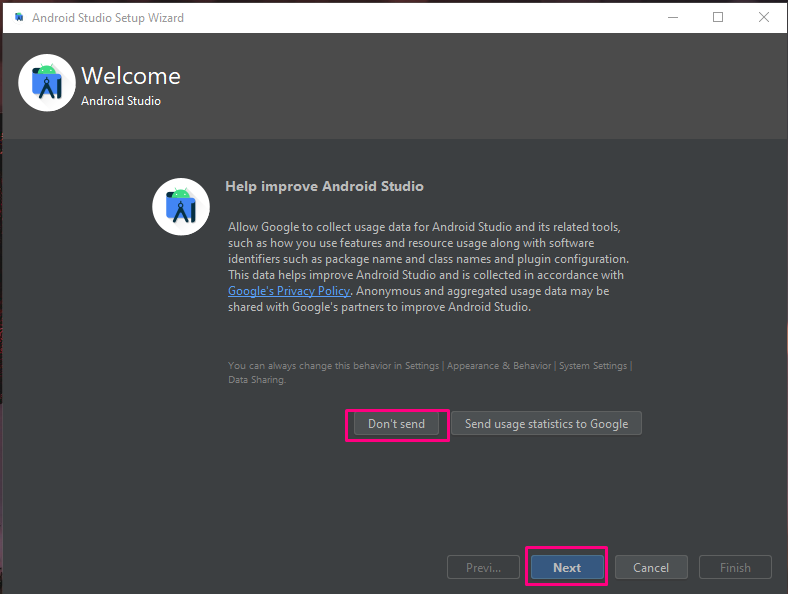 Android Studio Setup Wizard
Welcome
Android Studio
Help improve Android Studio
Allow Google to collect usage data for Android Studio and its related tools,
such as how you use features and resource usage along with software
identifiers such as package name and class names and plugin configuration.
This data helps improve Android Studio and is collected in accordance with
Google's Privacy Policy. Anonymous and aggregated usage data may be
shared with Google's partners to improve Android Studio.
You can always change this behavior in Settings | Appearance & Behavior | System Settings |
Data Sharing.
Don't send Send usage statistics to Google
Previ... Next Cancel Finish